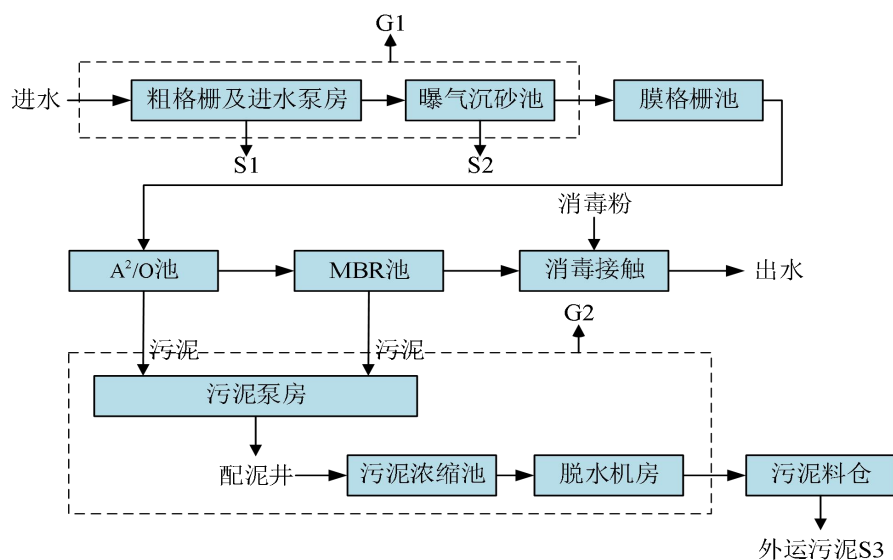 G1
进水
粗格栅及进水泵房
曝气沉砂池
膜格栅池
S1
S2
消毒粉
A²/O池
MBR池
消毒接触
出水
G2
污泥
污泥
污泥泵房
配泥井
污泥浓缩池
脱水机房
污泥料仓
外运污泥S3